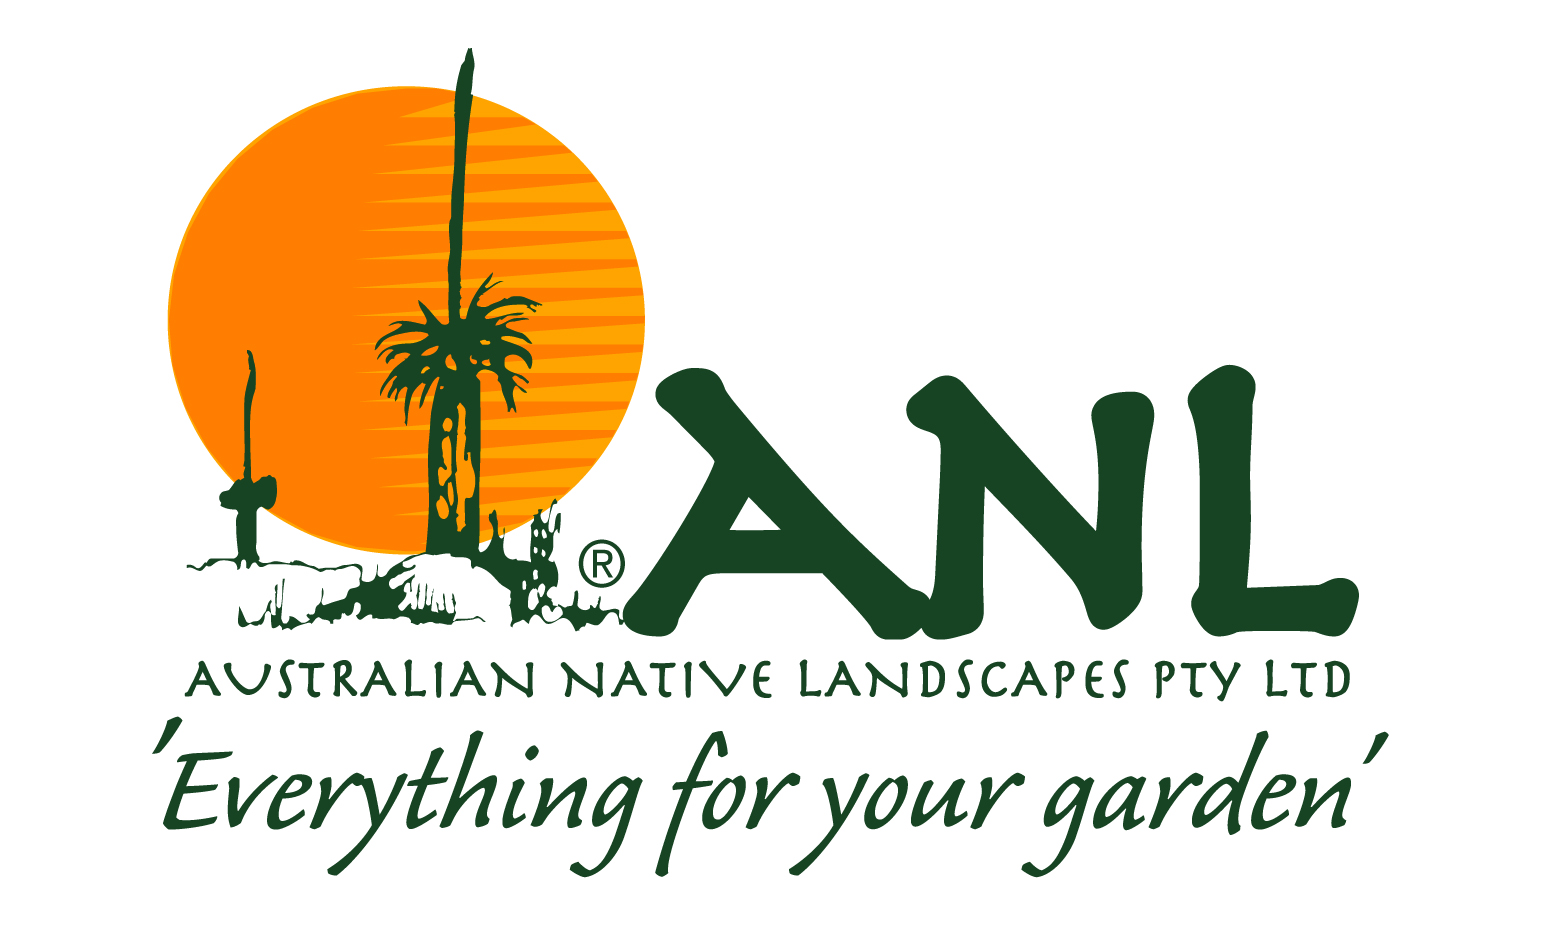 ® ANL
AUSTRALIAN NATIVE LANDSCAPES PTY LTD
'Everything for your garden'